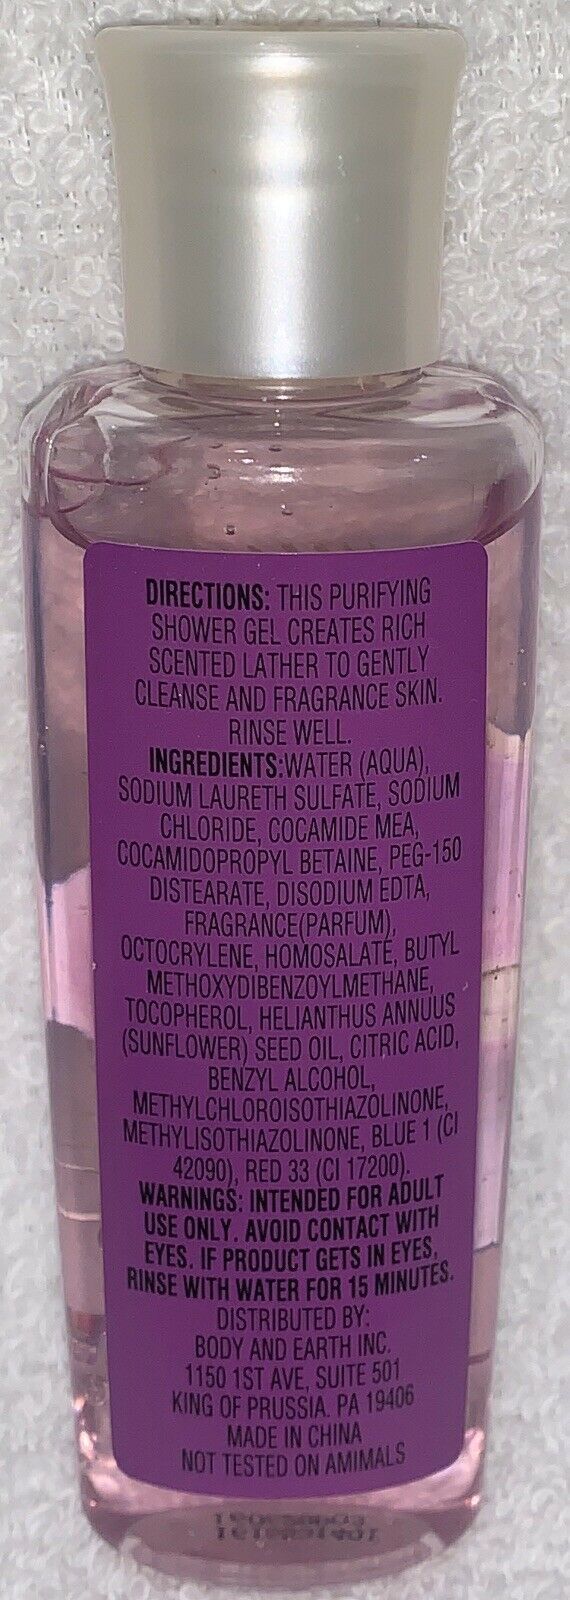 DIRECTIONS: THIS PURIFYING
SHOWER GEL CREATES RICH
SCENTED LATHER TO GENTLY
CLEANSE AND FRAGRANCE SKIN.
RINSE WELL.
INGREDIENTS:WATER (AQUA),
SODIUM LAURETH SULFATE, SODIUM
CHLORIDE, COCAMIDE MEA,
COCAMIDOPROPYL BETAINE, PEG-150
DISTEARATE, DISODIUM EDTA,
FRAGRANCE(PARFUM),
OCTOCRYLENE, HOMOSALATE, BUTYL
METHOXYDIBENZOYLMETHANE,
TOCOPHEROL, HELIANTHUS ANNUUS
(SUNFLOWER) SEED OIL, CITRIC ACID,
BENZYL ALCOHOL,
METHYLCHLOROISOTHIAZOLINONE,
METHYLISOTHIAZOLINONE, BLUE 1 (CI
42090), RED 33 (CI 17200).
WARNINGS: INTENDED FOR ADULT
USE ONLY. AVOID CONTACT WITH
EYES. IF PRODUCT GETS IN EYES,
RINSE WITH WATER FOR 15 MINUTES.
DISTRIBUTED BY:
BODY AND EARTH INC.
1150 1ST AVE, SUITE 501
KING OF PRUSSIA. PA 19406
MADE IN CHINA
NOT TESTED ON AMIMALS